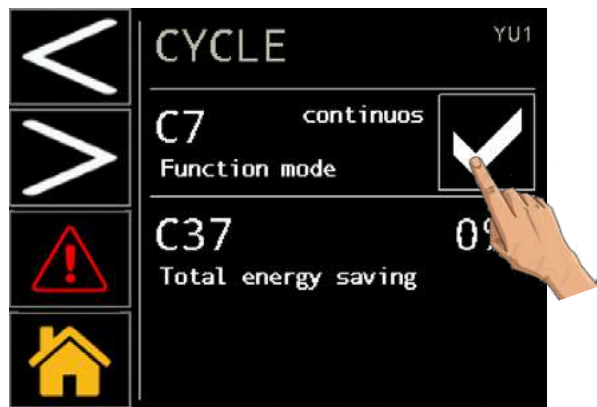 CYCLE
YU1
C7
continuos
Function mode
C37
Total energy saving